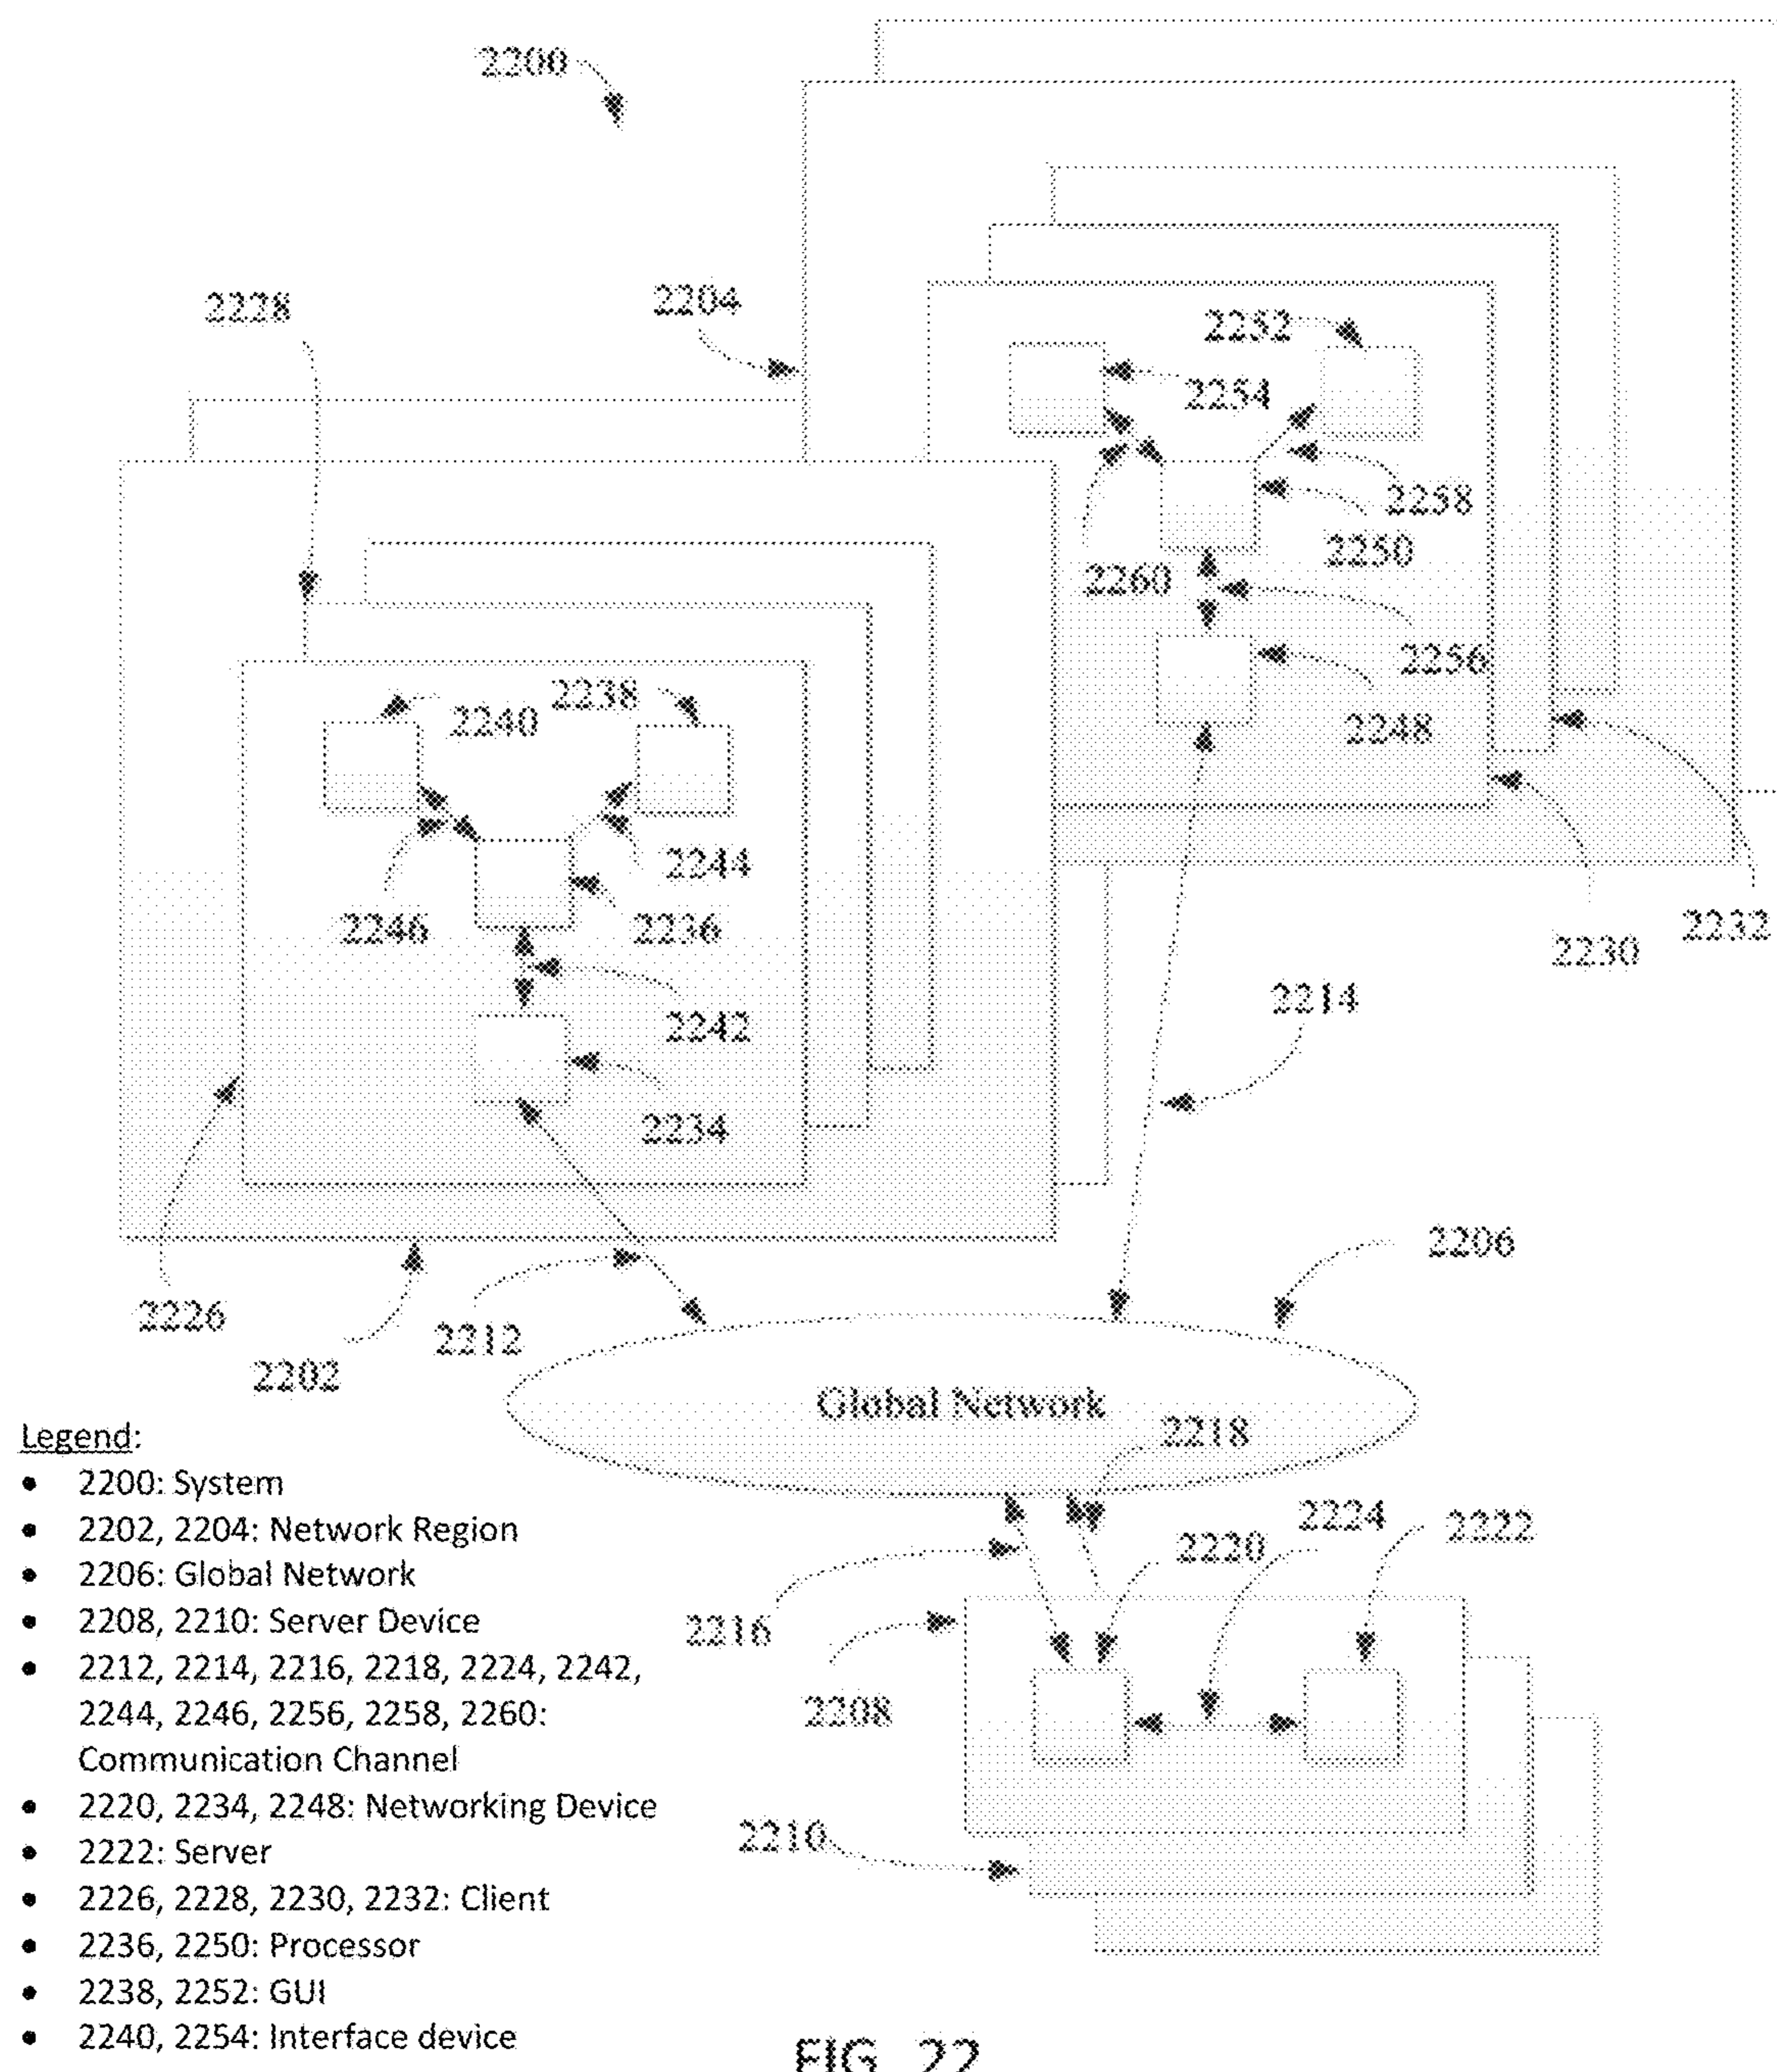 2200
2204
2228
2252
2254
2258
2250
2260
2256
2248
2240
2238
2244
2246
2236
2242
2234
2232
2230
2214
2206
2226
2202
2212
Global Network
2218
2224
2222
2220
2216
2208
2210
Legend:
• 2200: System
• 2202, 2204: Network Region
• 2206: Global Network
• 2208, 2210: Server Device
• 2212, 2214, 2216, 2218, 2224, 2242,
2244, 2246, 2256, 2258, 2260:
Communication Channel
• 2220, 2234, 2248: Networking Device
• 2222: Server
• 2226, 2228, 2230, 2232: Client
• 2236, 2250: Processor
• 2238, 2252: GUI
• 2240, 2254: Interface device
FIG. 22